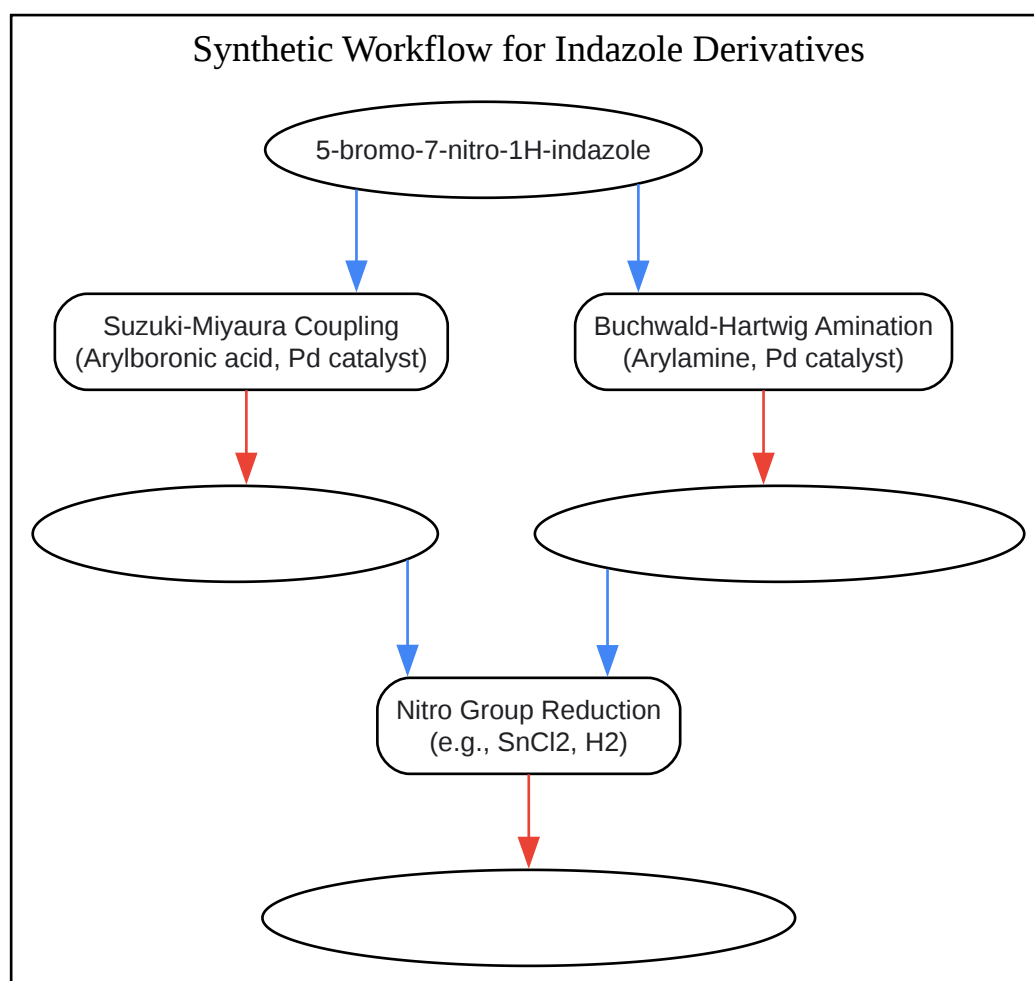 Synthetic Workflow for Indazole Derivatives
5-bromo-7-nitro-1H-indazole
Suzuki-Miyaura Coupling
(Arylboronic acid, Pd catalyst)
Buchwald-Hartwig Amination
(Arylamine, Pd catalyst)
Nitro Group Reduction
(e.g., SnCl2, H2)